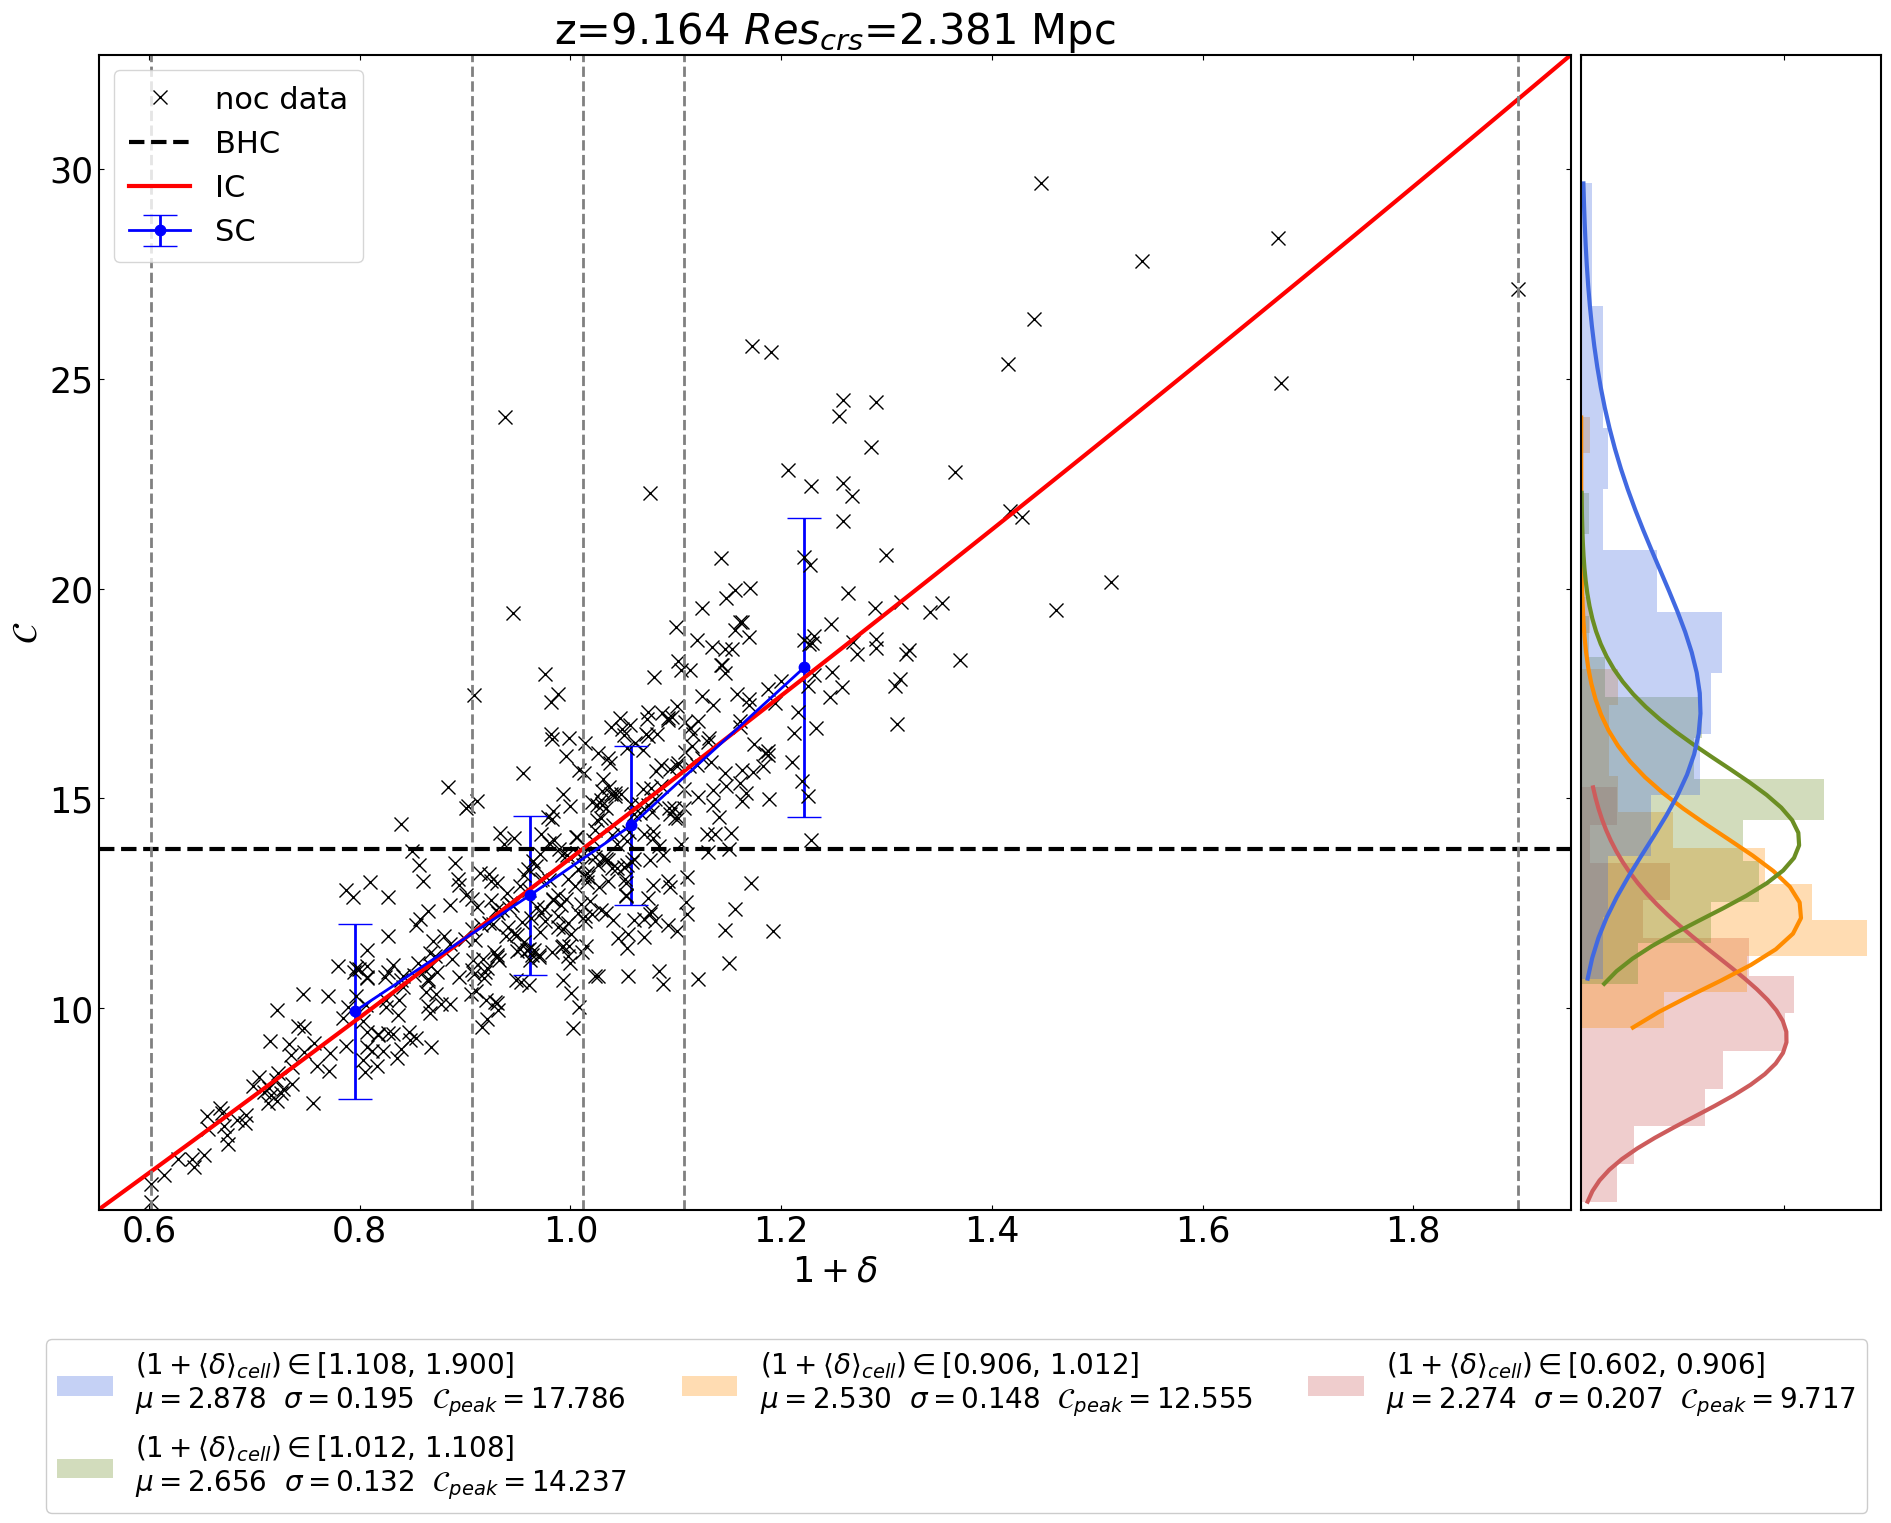 z=9.164 Res_crs=2.381 Mpc
noc data
BHC
IC
SC
30
25
20
15
10
𝒞
0.6 0.8 1.0 1.2 1.4 1.6 1.8
1 + δ
(1 + ⟨δ⟩_cell) ∈ [1.108, 1.900]
μ = 2.878 σ = 0.195 𝒞_peak = 17.786
(1 + ⟨δ⟩_cell) ∈ [1.012, 1.108]
μ = 2.656 σ = 0.132 𝒞_peak = 14.237
(1 + ⟨δ⟩_cell) ∈ [0.906, 1.012]
μ = 2.530 σ = 0.148 𝒞_peak = 12.555
(1 + ⟨δ⟩_cell) ∈ [0.602, 0.906]
μ = 2.274 σ = 0.207 𝒞_peak = 9.717